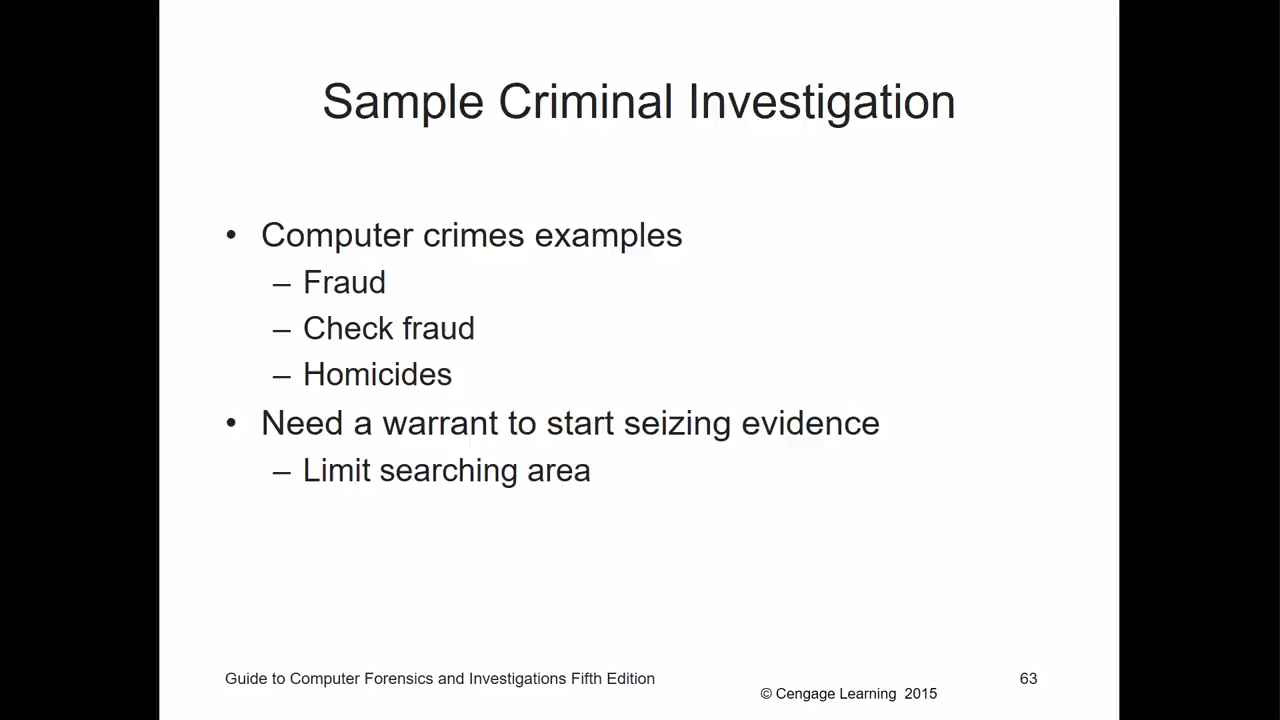 Sample Criminal Investigation
• Computer crimes examples
– Fraud
– Check fraud
– Homicides
• Need a warrant to start seizing evidence
– Limit searching area
Guide to Computer Forensics and Investigations Fifth Edition
63
© Cengage Learning 2015